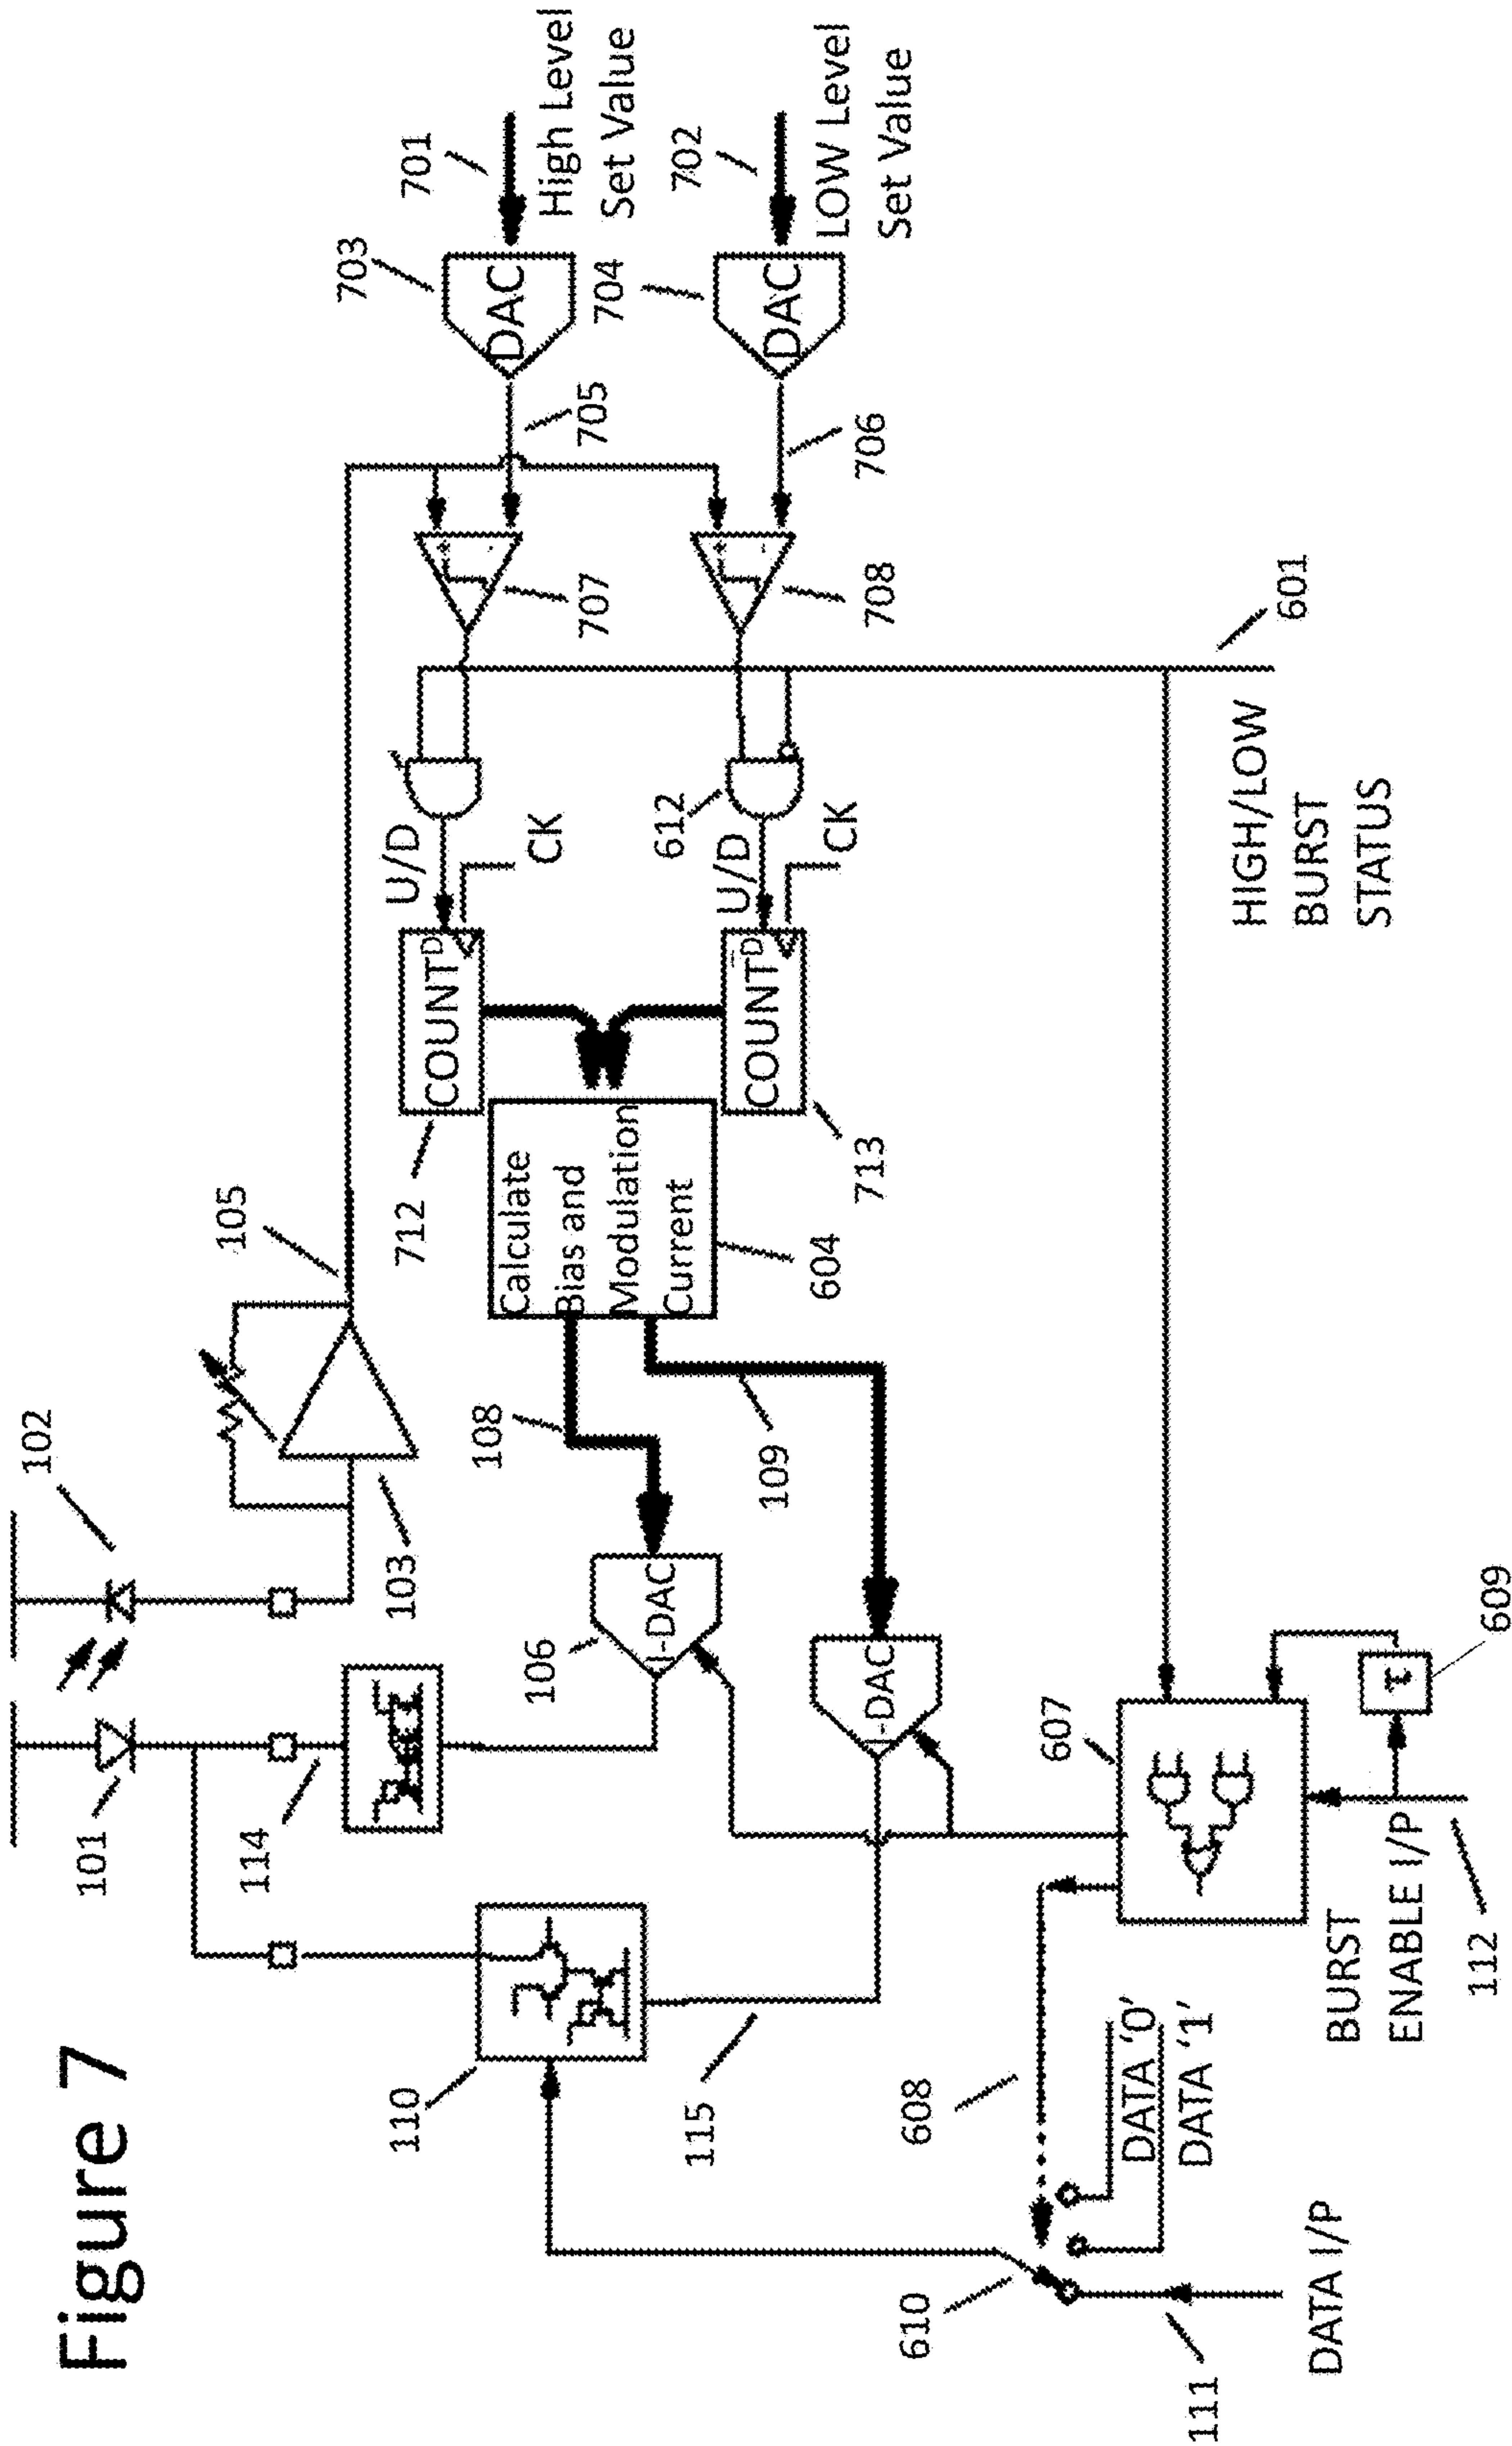 Figure 7
101
102
105
114
103
110
106
108
109
115
712
713
604
Calculate
Bias and
Modulation
Current
I-DAC
I-DAC
COUNT
D
COUNT
D
U/D
CK
612
U/D
CK
707
708
705
706
703
DAC
704
DAC
701
High Level
Set Value
702
LOW Level
Set Value
601
HIGH/LOW
BURST
STATUS
607
609
τ
BURST
ENABLE I/P
112
608
610
DATA '0'
DATA '1'
111
DATA I/P